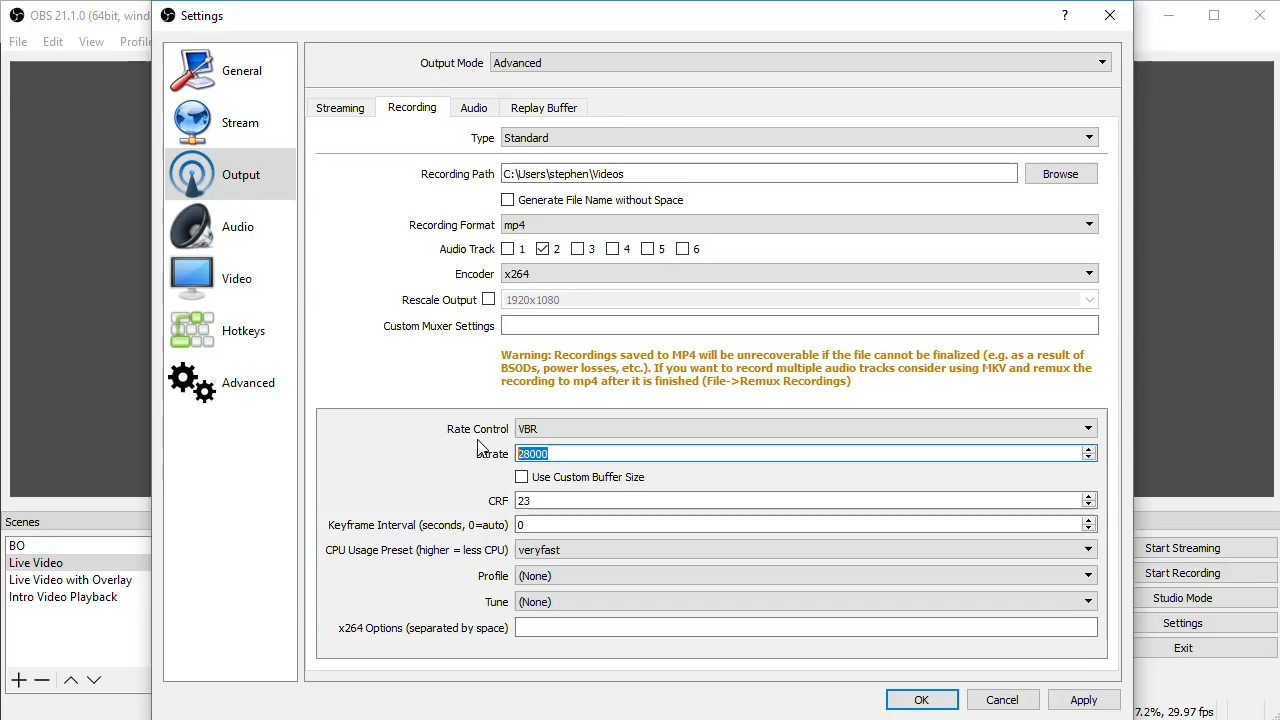 OBS 21.1.0 (64bit, wind
Settings
?
File Edit View Profile
General
Stream
Output
Audio
Video
Hotkeys
Advanced
Output Mode Advanced
Streaming Recording Audio Replay Buffer
Type Standard
Recording Path C:\Users\stephen\Videos Browse
Generate File Name without Space
Recording Format mp4
Audio Track 1 2 3 4 5 6
Encoder x264
Rescale Output 1920x1080
Custom Muxer Settings
Warning: Recordings saved to MP4 will be unrecoverable if the file cannot be finalized (e.g. as a result of
BSODs, power losses, etc.). If you want to record multiple audio tracks consider using MKV and remux the
recording to mp4 after it is finished (File->Remux Recordings)
Rate Control VBR
itrate 28000
Use Custom Buffer Size
CRF 23
Keyframe Interval (seconds, 0=auto) 0
CPU Usage Preset (higher = less CPU) veryfast
Profile (None)
Tune (None)
x264 Options (separated by space)
OK Cancel Apply
Scenes
BO
Live Video
Live Video with Overlay
Intro Video Playback
Start Streaming
Start Recording
Studio Mode
Settings
Exit
7.2%, 29.97 fps